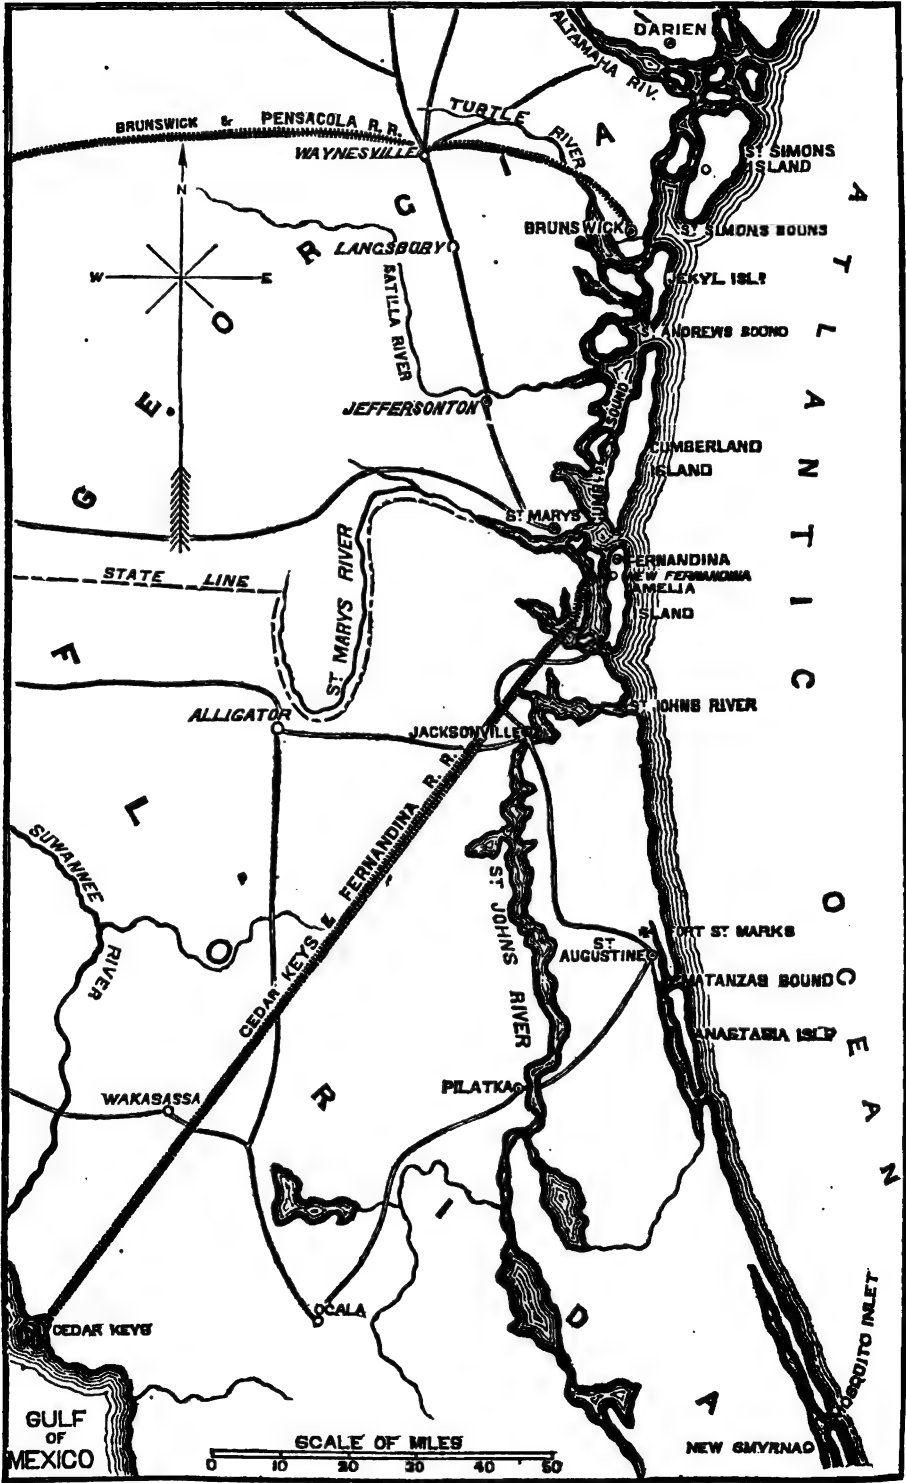 DARIEN
ALTAMAHA RIV.
BRUNSWICK & PENSACOLA R. R.
TURTLE
RIVER
WAYNESVILLE
ST SIMONS
ISLAND
N
W
E
BRUNSWICK
ST SIMONS SOUND
LANGSBURY
JEKYL ISLD
SATILLA RIVER
ST ANDREWS SOUND
JEFFERSONTON
SOUND
CUMBERLAND
ISLAND
GEORGIA
ATLANTIC
OCEAN
ST MARYS
FERNANDINA
NEW FERNANDINA
AMELIA
ISLAND
STATE LINE
ST MARYS RIVER
ST JOHNS RIVER
ALLIGATOR
JACKSONVILLE
CEDAR KEYS & FERNANDINA R. R.
FLORIDA
SUWANNEE
RIVER
ST JOHNS
RIVER
FORT ST MARKS
ST
AUGUSTINE
MATANZAS SOUND
ANASTASIA ISLD
PILATKA
WAKASASSA
OCALA
CEDAR KEYS
MOSQUITO INLET
NEW SMYRNA
GULF
OF
MEXICO
SCALE OF MILES
0 10 20 30 40 50